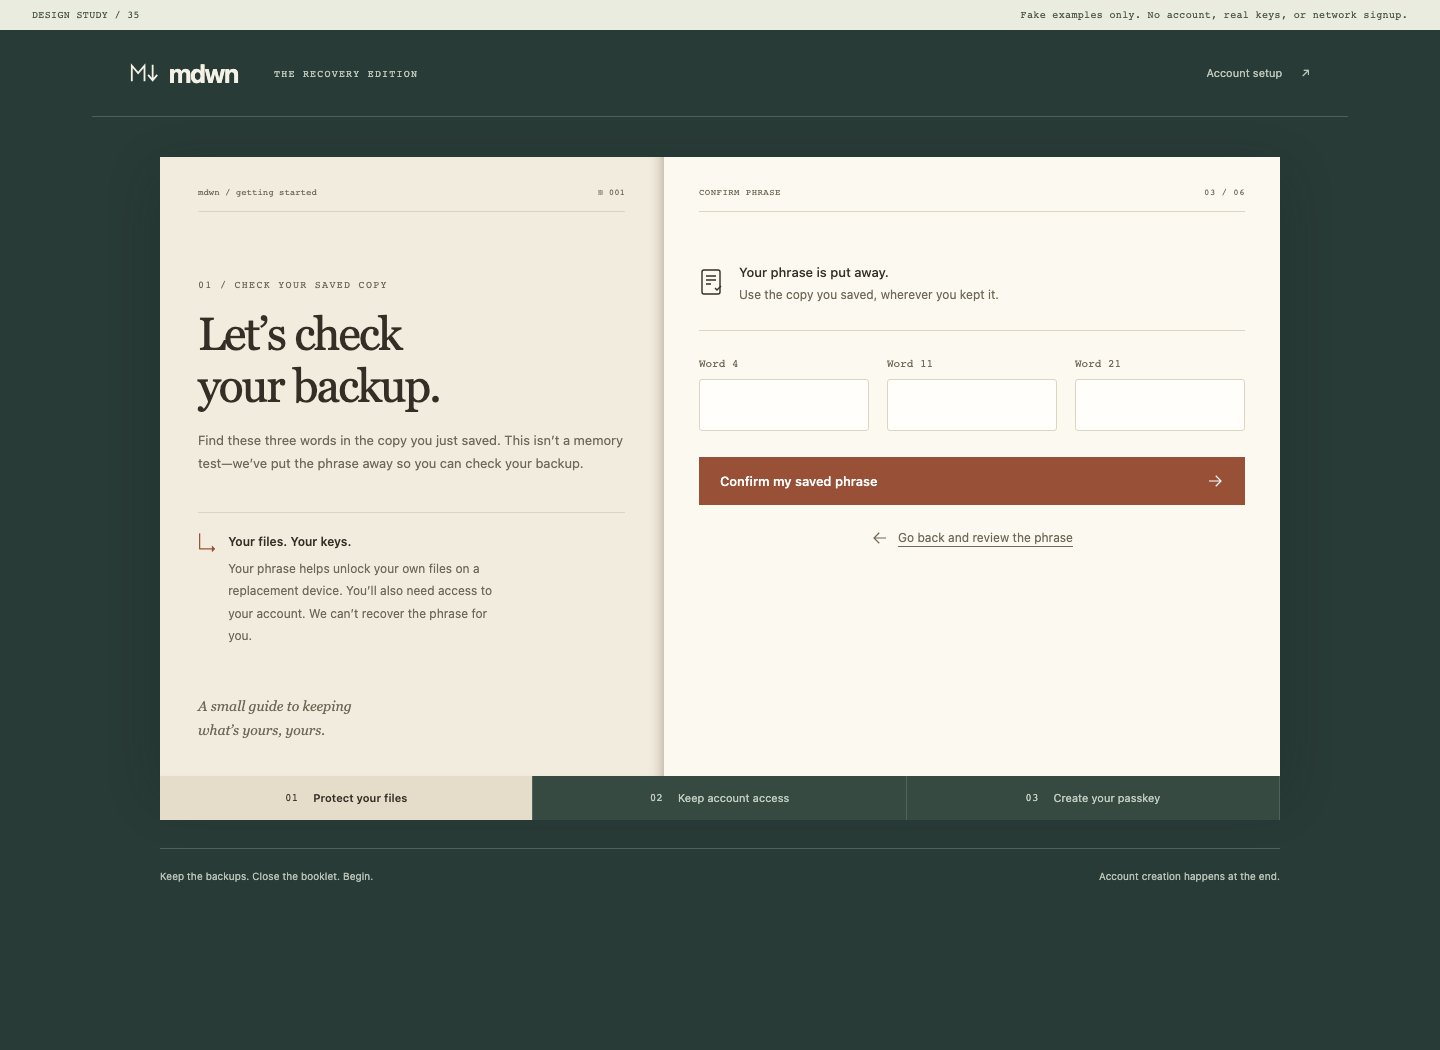 DESIGN STUDY / 35
Fake examples only. No account, real keys, or network signup.
M↓ mdwn
THE RECOVERY EDITION
Account setup ↗
mdwn / getting started
001
01 / CHECK YOUR SAVED COPY
Let’s check
your backup.
Find these three words in the copy you just saved. This isn’t a memory
test—we’ve put the phrase away so you can check your backup.
Your files. Your keys.
Your phrase helps unlock your own files on a
replacement device. You’ll also need access to
your account. We can’t recover the phrase for
you.
A small guide to keeping
what’s yours, yours.
CONFIRM PHRASE
03 / 06
Your phrase is put away.
Use the copy you saved, wherever you kept it.
Word 4
Word 11
Word 21
Confirm my saved phrase →
← Go back and review the phrase
01 Protect your files
02 Keep account access
03 Create your passkey
Keep the backups. Close the booklet. Begin.
Account creation happens at the end.